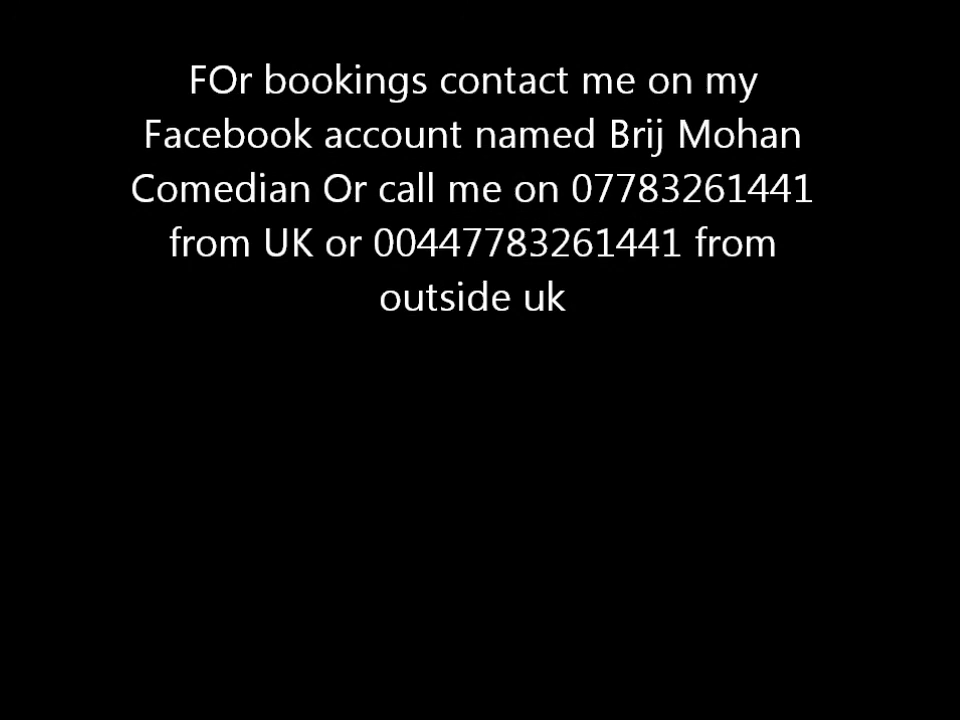 FOr bookings contact me on my
Facebook account named Brij Mohan
Comedian Or call me on 07783261441
from UK or 00447783261441 from
outside uk